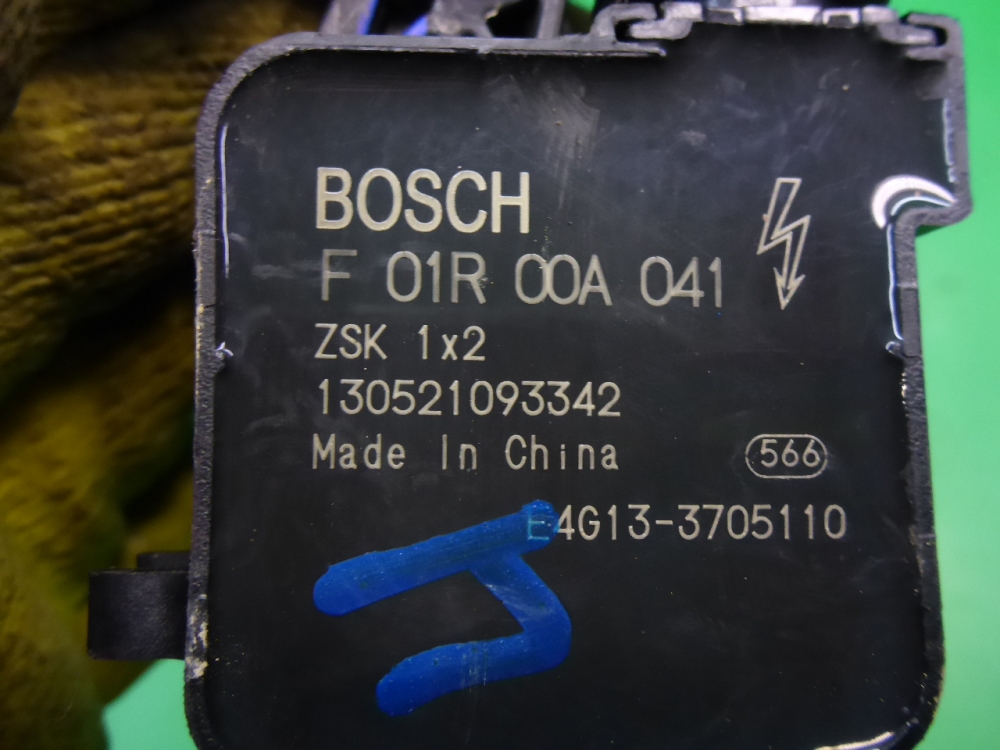 BOSCH
F 01R 00A 041
ZSK 1x2
130521093342
Made In China
566
E4G13-3705110